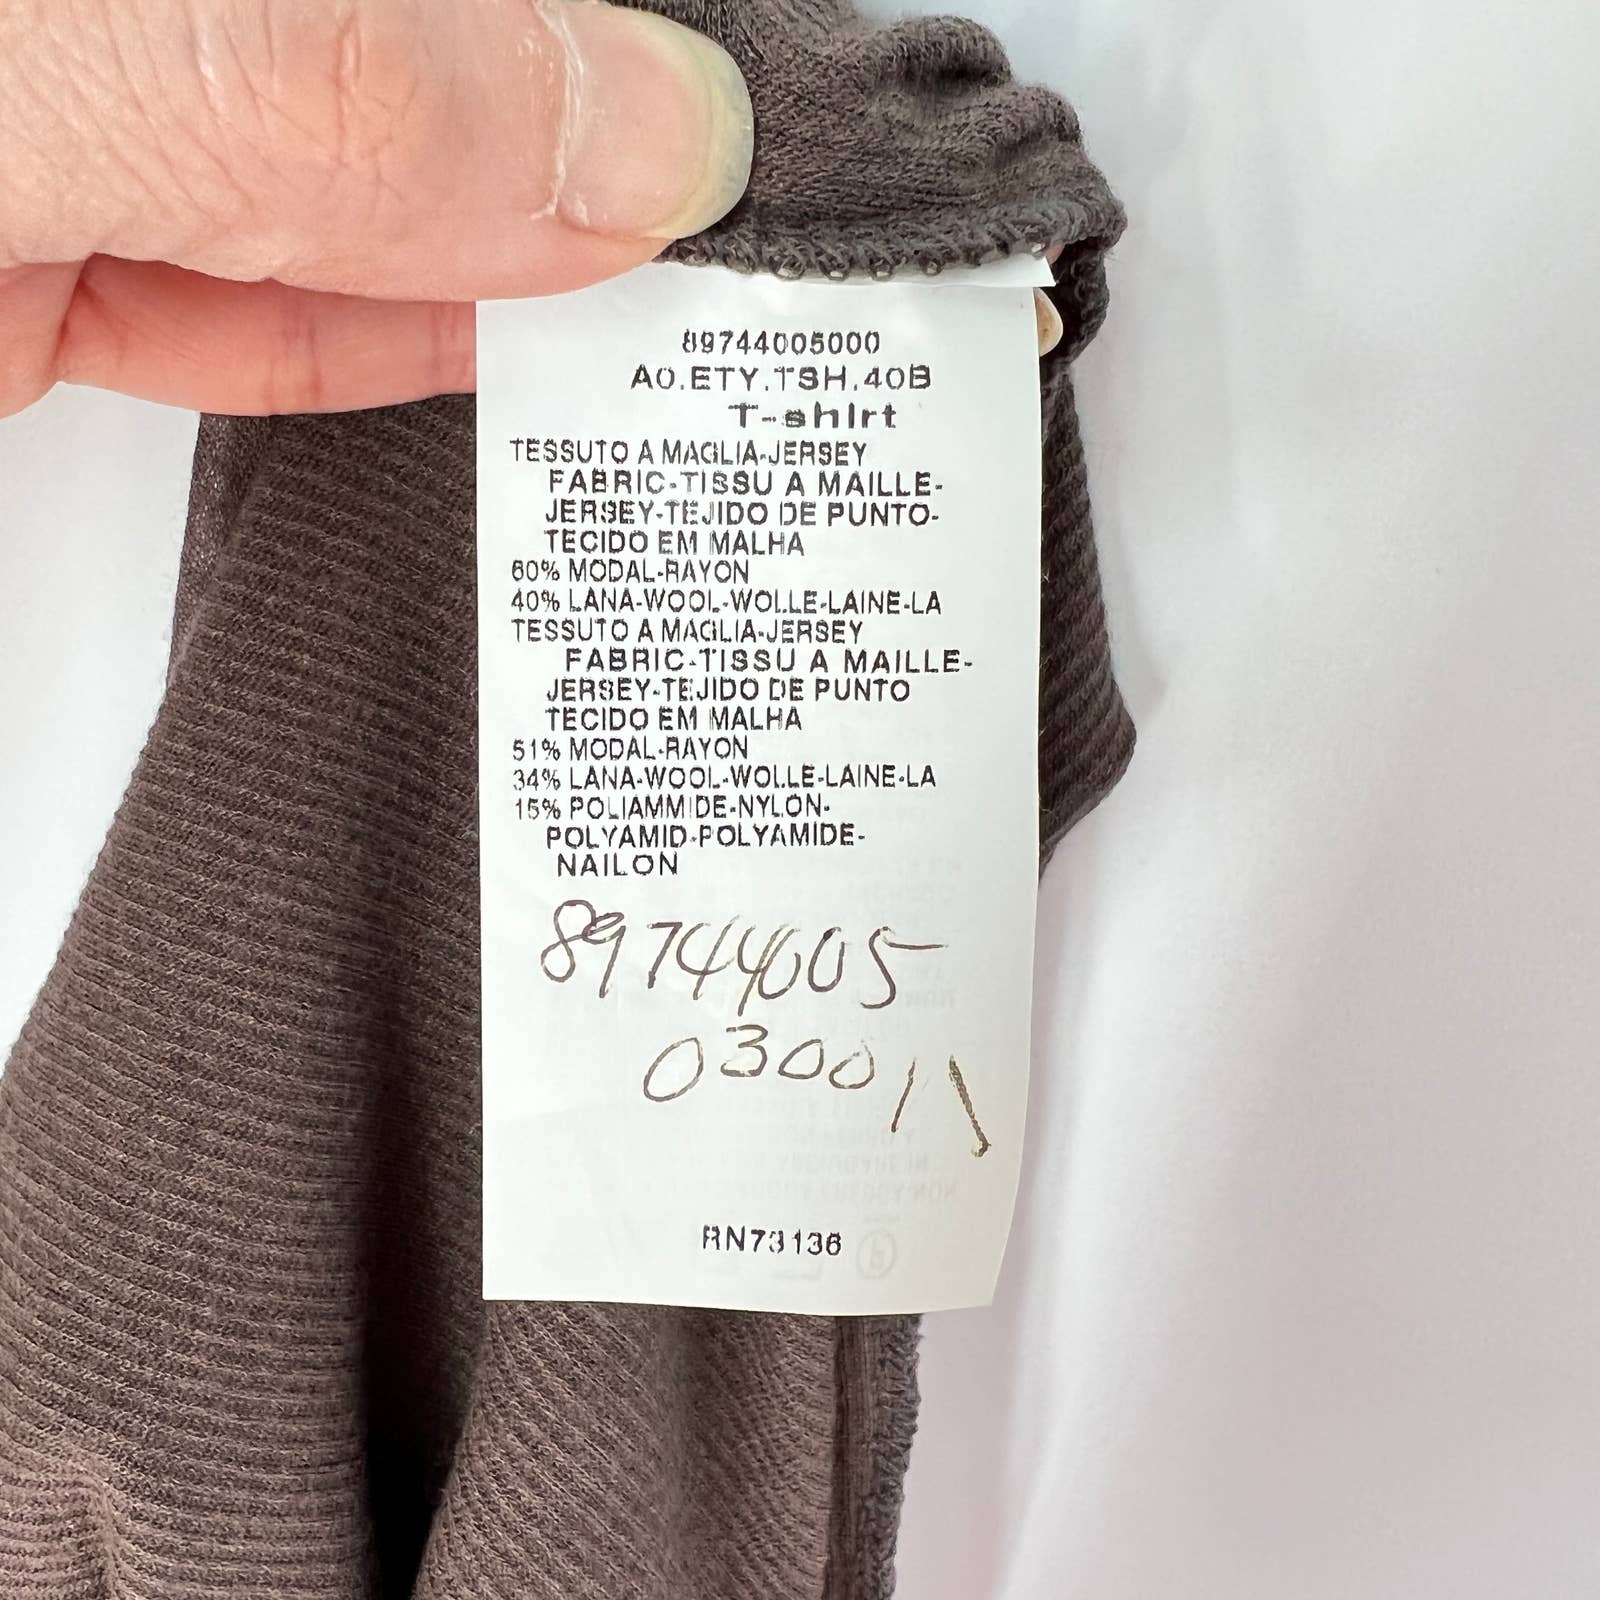 89744005000
AO.ETY.TSH.40B
T-shirt
TESSUTO A MAGLIA-JERSEY
FABRIC-TISSU A MAILLE-
JERSEY-TEJIDO DE PUNTO-
TECIDO EM MALHA
60% MODAL-RAYON
40% LANA-WOOL-WOLLE-LAINE-LA
TESSUTO A MAGLIA-JERSEY
FABRIC-TISSU A MAILLE-
JERSEY-TEJIDO DE PUNTO
TECIDO EM MALHA
51% MODAL-RAYON
34% LANA-WOOL-WOLLE-LAINE-LA
15% POLIAMMIDE-NYLON-
POLYAMID-POLYAMIDE-
NAILON
89744005
030011
RN73136